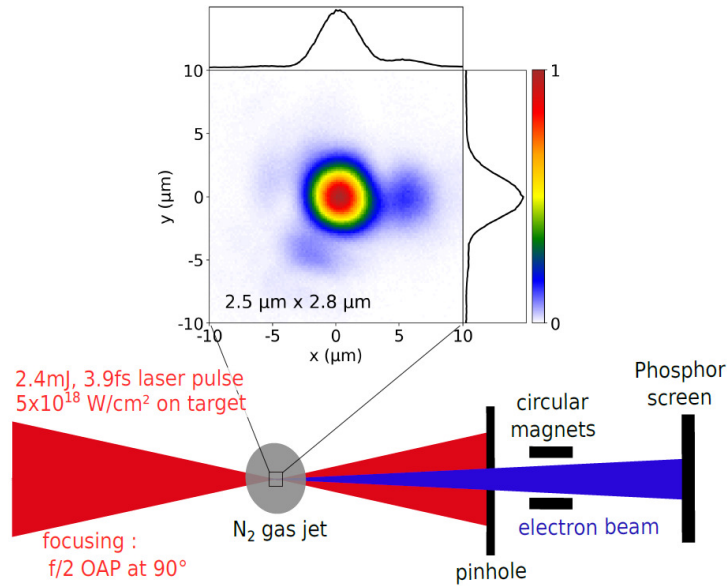 10
5
0
-5
-10
y (μm)
-10
-5
0
5
10
x (μm)
2.5 μm x 2.8 μm
1
0
2.4mJ, 3.9fs laser pulse
5x10¹⁸ W/cm² on target
focusing :
f/2 OAP at 90°
N₂ gas jet
pinhole
circular
magnets
electron beam
Phosphor
screen